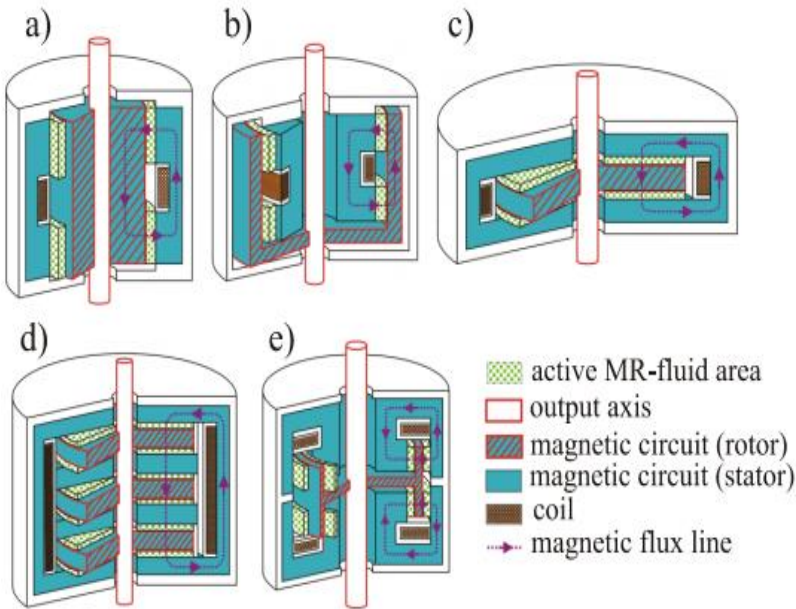 a)
b)
c)
d)
e)
active MR-fluid area
output axis
magnetic circuit (rotor)
magnetic circuit (stator)
coil
magnetic flux line